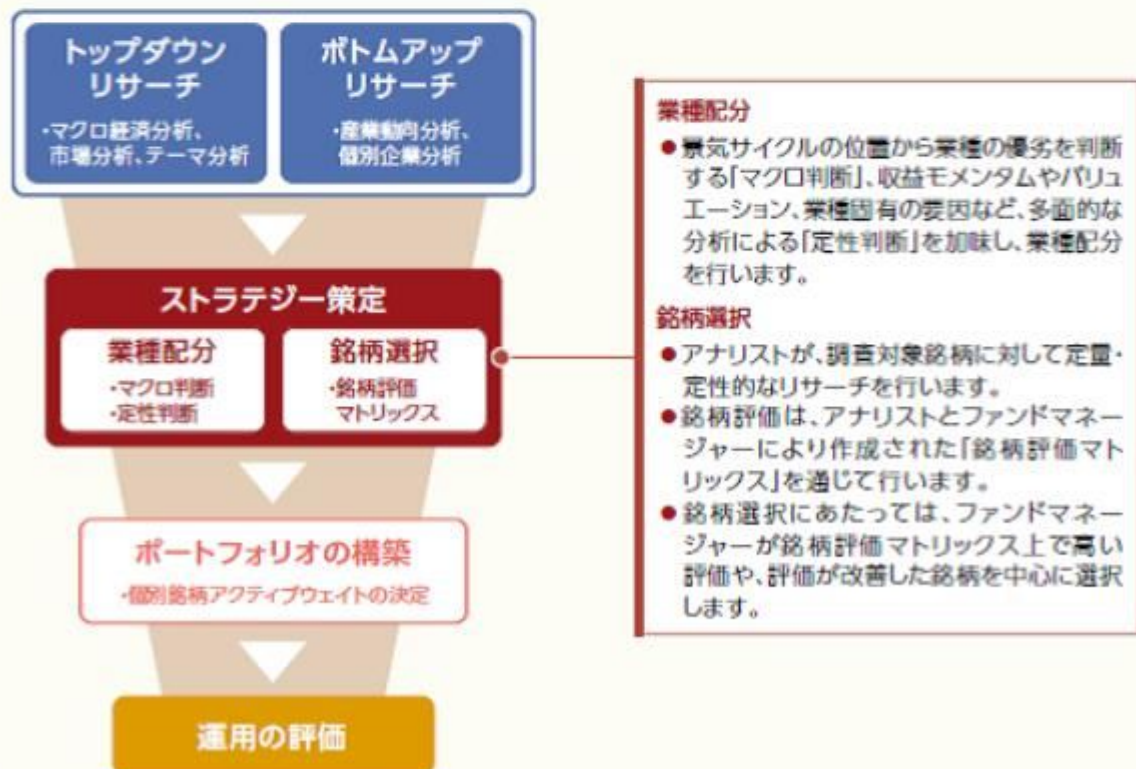 トップダウン
リサーチ
・マクロ経済分析、
市場分析、テーマ分析
ボトムアップ
リサーチ
・産業動向分析、
個別企業分析
ストラテジー策定
業種配分
・マクロ判断
・定性判断
銘柄選択
・銘柄評価
マトリックス
ポートフォリオの構築
・個別銘柄アクティブウェイトの決定
運用の評価
業種配分
●景気サイクルの位置から業種の優劣を判断
する「マクロ判断」、収益モメンタムやバリュ
エーション、業種固有の要因など、多面的な
分析による「定性判断」を加味し、業種配分
を行います。
銘柄選択
●アナリストが、調査対象銘柄に対して定量・
定性的なリサーチを行います。
●銘柄評価は、アナリストとファンドマネー
ジャーにより作成された「銘柄評価マト
リックス」を通じて行います。
●銘柄選択にあたっては、ファンドマネー
ジャーが銘柄評価マトリックス上で高い
評価や、評価が改善した銘柄を中心に選択
します。